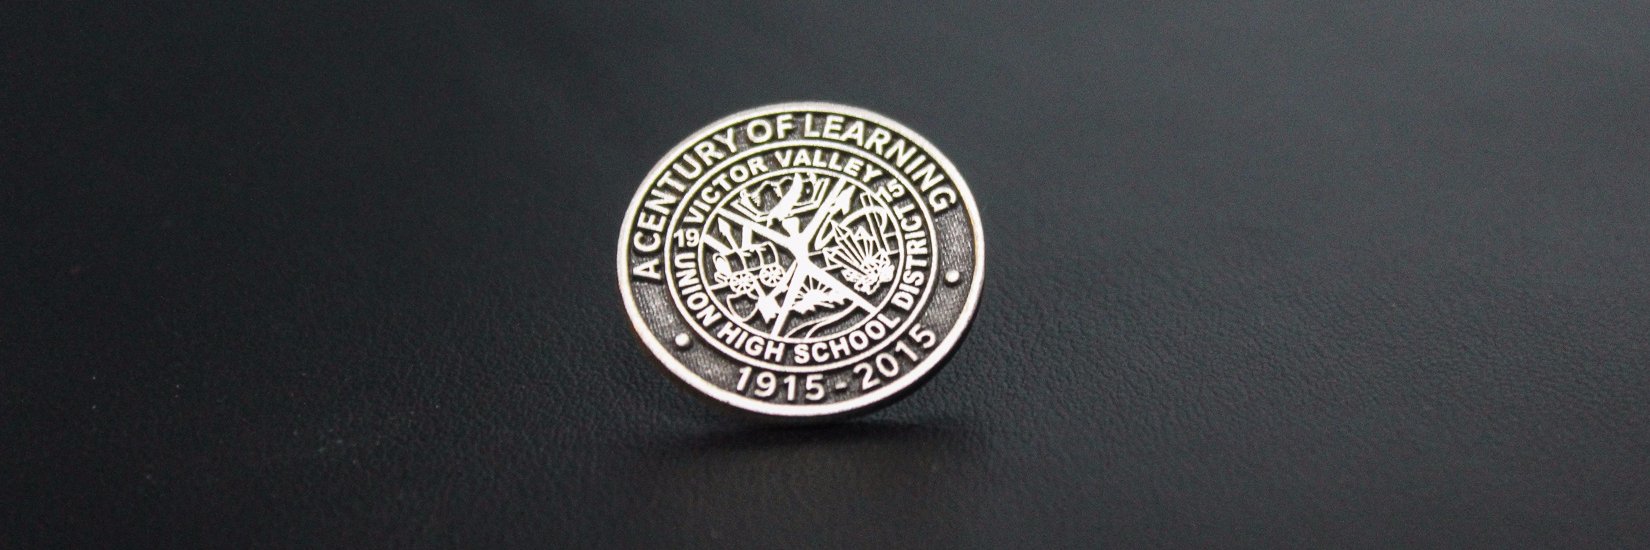 A CENTURY OF LEARNING
VICTOR VALLEY
19 15
UNION HIGH SCHOOL DISTRICT
1915 - 2015